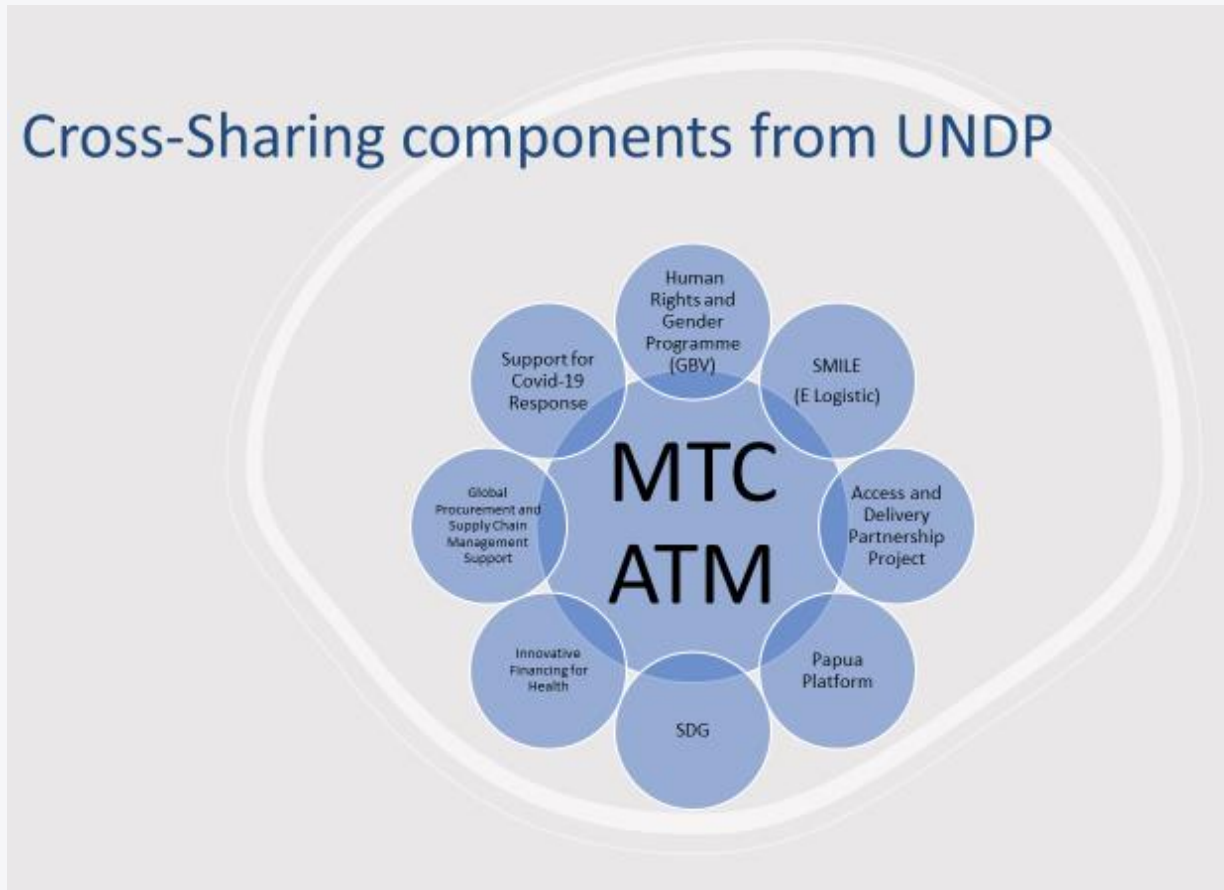 Cross-Sharing components from UNDP
Human
Rights and
Gender
Programme
(GBV)
SMILE
(E Logistic)
Access and
Delivery
Partnership
Project
Papua
Platform
SDG
Innovative
Financing for
Health
Global
Procurement and
Supply Chain
Management
Support
Support for
Covid-19
Response
MTC
ATM